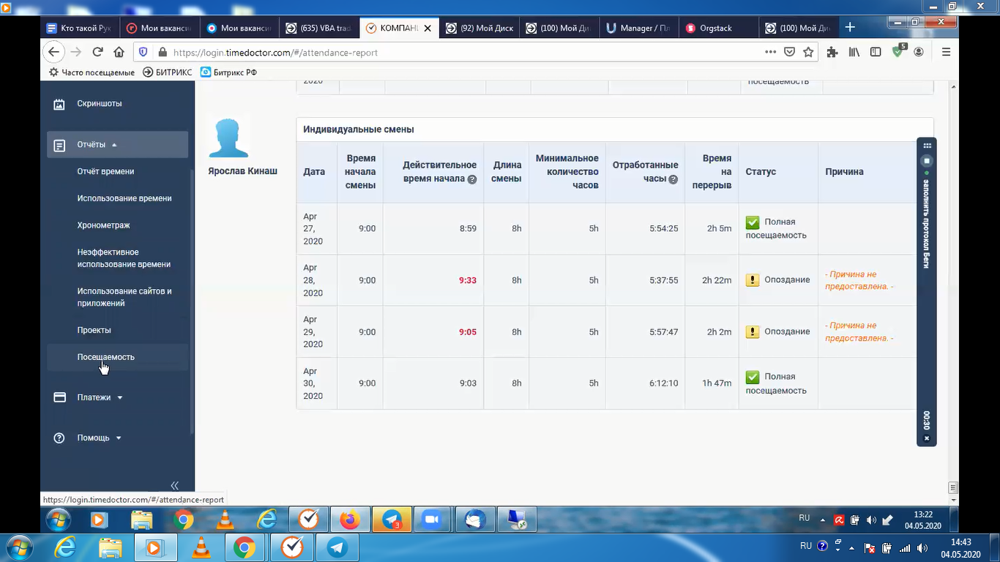 Кто такой Рук
Мои ваканси
Мои ваканси
(635) VBA trad
КОМПАНИ
(92) Мой Диск
(100) Мой Ди
Manager / Пл
Orgstack
(100) Мой Ди
https://login.timedoctor.com/#/attendance-report
5
Часто посещаемые
БИТРИКС
Битрикс РФ
Скриншоты
Отчёты
Отчёт времени
Использование времени
Хронометраж
Неэффективное
использование времени
Использование сайтов и
приложений
Проекты
Посещаемость
Платежи
Помощь
https://login.timedoctor.com/#/attendance-report
2020
посещаемость
Ярослав Кинаш
Индивидуальные смены
Дата
Время
начала
смены
Действительное
время начала ?
Длина
смены
Минимальное
количество
часов
Отработанные
часы ?
Время
на
перерыв
Статус
Причина
Apr
27,
2020
9:00
8:59
8h
5h
5:54:25
2h 5m
Полная
посещаемость
Apr
28,
2020
9:00
9:33
8h
5h
5:37:55
2h 22m
Опоздание
- Причина не
предоставлена. -
Apr
29,
2020
9:00
9:05
8h
5h
5:57:47
2h 2m
Опоздание
- Причина не
предоставлена. -
Apr
30,
2020
9:00
9:03
8h
5h
6:12:10
1h 47m
Полная
посещаемость
заполнить протокол Беги
00:30
3
RU
13:22
04.05.2020
RU
14:43
04.05.2020